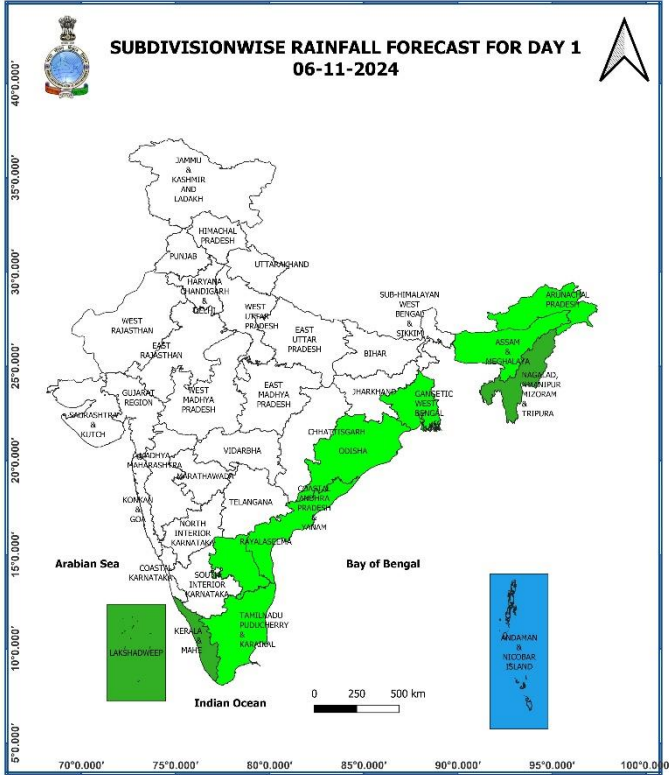 SUBDIVISIONWISE RAINFALL FORECAST FOR DAY 1
06-11-2024
40°0.000'
35°0.000'
30°0.000'
25°0.000'
20°0.000'
15°0.000'
10°0.000'
5°0.000'
JAMMU
&
KASHMIR
AND
LADAKH
HIMACHAL
PRADESH
PUNJAB
UTTARAKHAND
HARYANA
CHANDIGARH
&
DELHI
WEST
RAJASTHAN
EAST
RAJASTHAN
WEST
UTTAR
PRADESH
EAST
UTTAR
PRADESH
SUB-HIMALAYAN
WEST
BENGAL
&
SIKKIM
ARUNACHAL
PRADESH
ASSAM
&
MEGHALAYA
NAGALAD,
MANIPUR
MIZORAM
&
TRIPURA
BIHAR
JHARKHAND
GANGETIC
WEST
BENGAL
GUJARAT
REGION
SAURASHTRA
&
KUTCH
WEST
MADHYA
PRADESH
EAST
MADHYA
PRADESH
CHHATTISGARH
ODISHA
VIDARBHA
MADHYA
MAHARASHTRA
MARATHAWADA
KONKAN
&
GOA
TELANGANA
COASTAL
ANDHRA
PRADESH
&
YANAM
NORTH
INTERIOR
KARNATAKA
RAYALASEEMA
COASTAL
KARNATAKA
SOUTH
INTERIOR
KARNATAKA
Arabian Sea
Bay of Bengal
TAMILNADU
PUDUCHERRY
&
KARAIKAL
KERALA
&
MAHE
LAKSHADWEEP
ANDAMAN
&
NICOBAR
ISLAND
Indian Ocean
0 250 500 km
70°0.000' 75°0.000' 80°0.000' 85°0.000' 90°0.000' 95°0.000' 100°0.000'